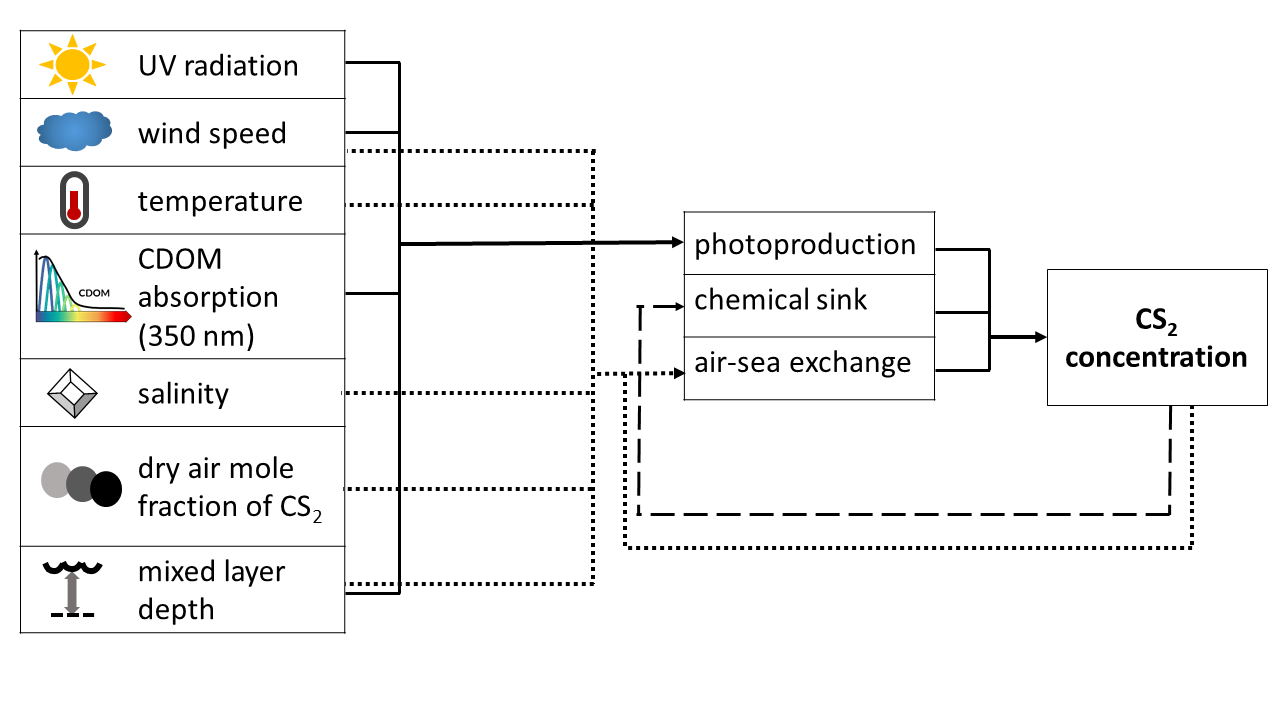 UV radiation
wind speed
temperature
CDOM
absorption
(350 nm)
CDOM
salinity
dry air mole
fraction of CS₂
mixed layer
depth
photoproduction
chemical sink
air-sea exchange
CS₂
concentration